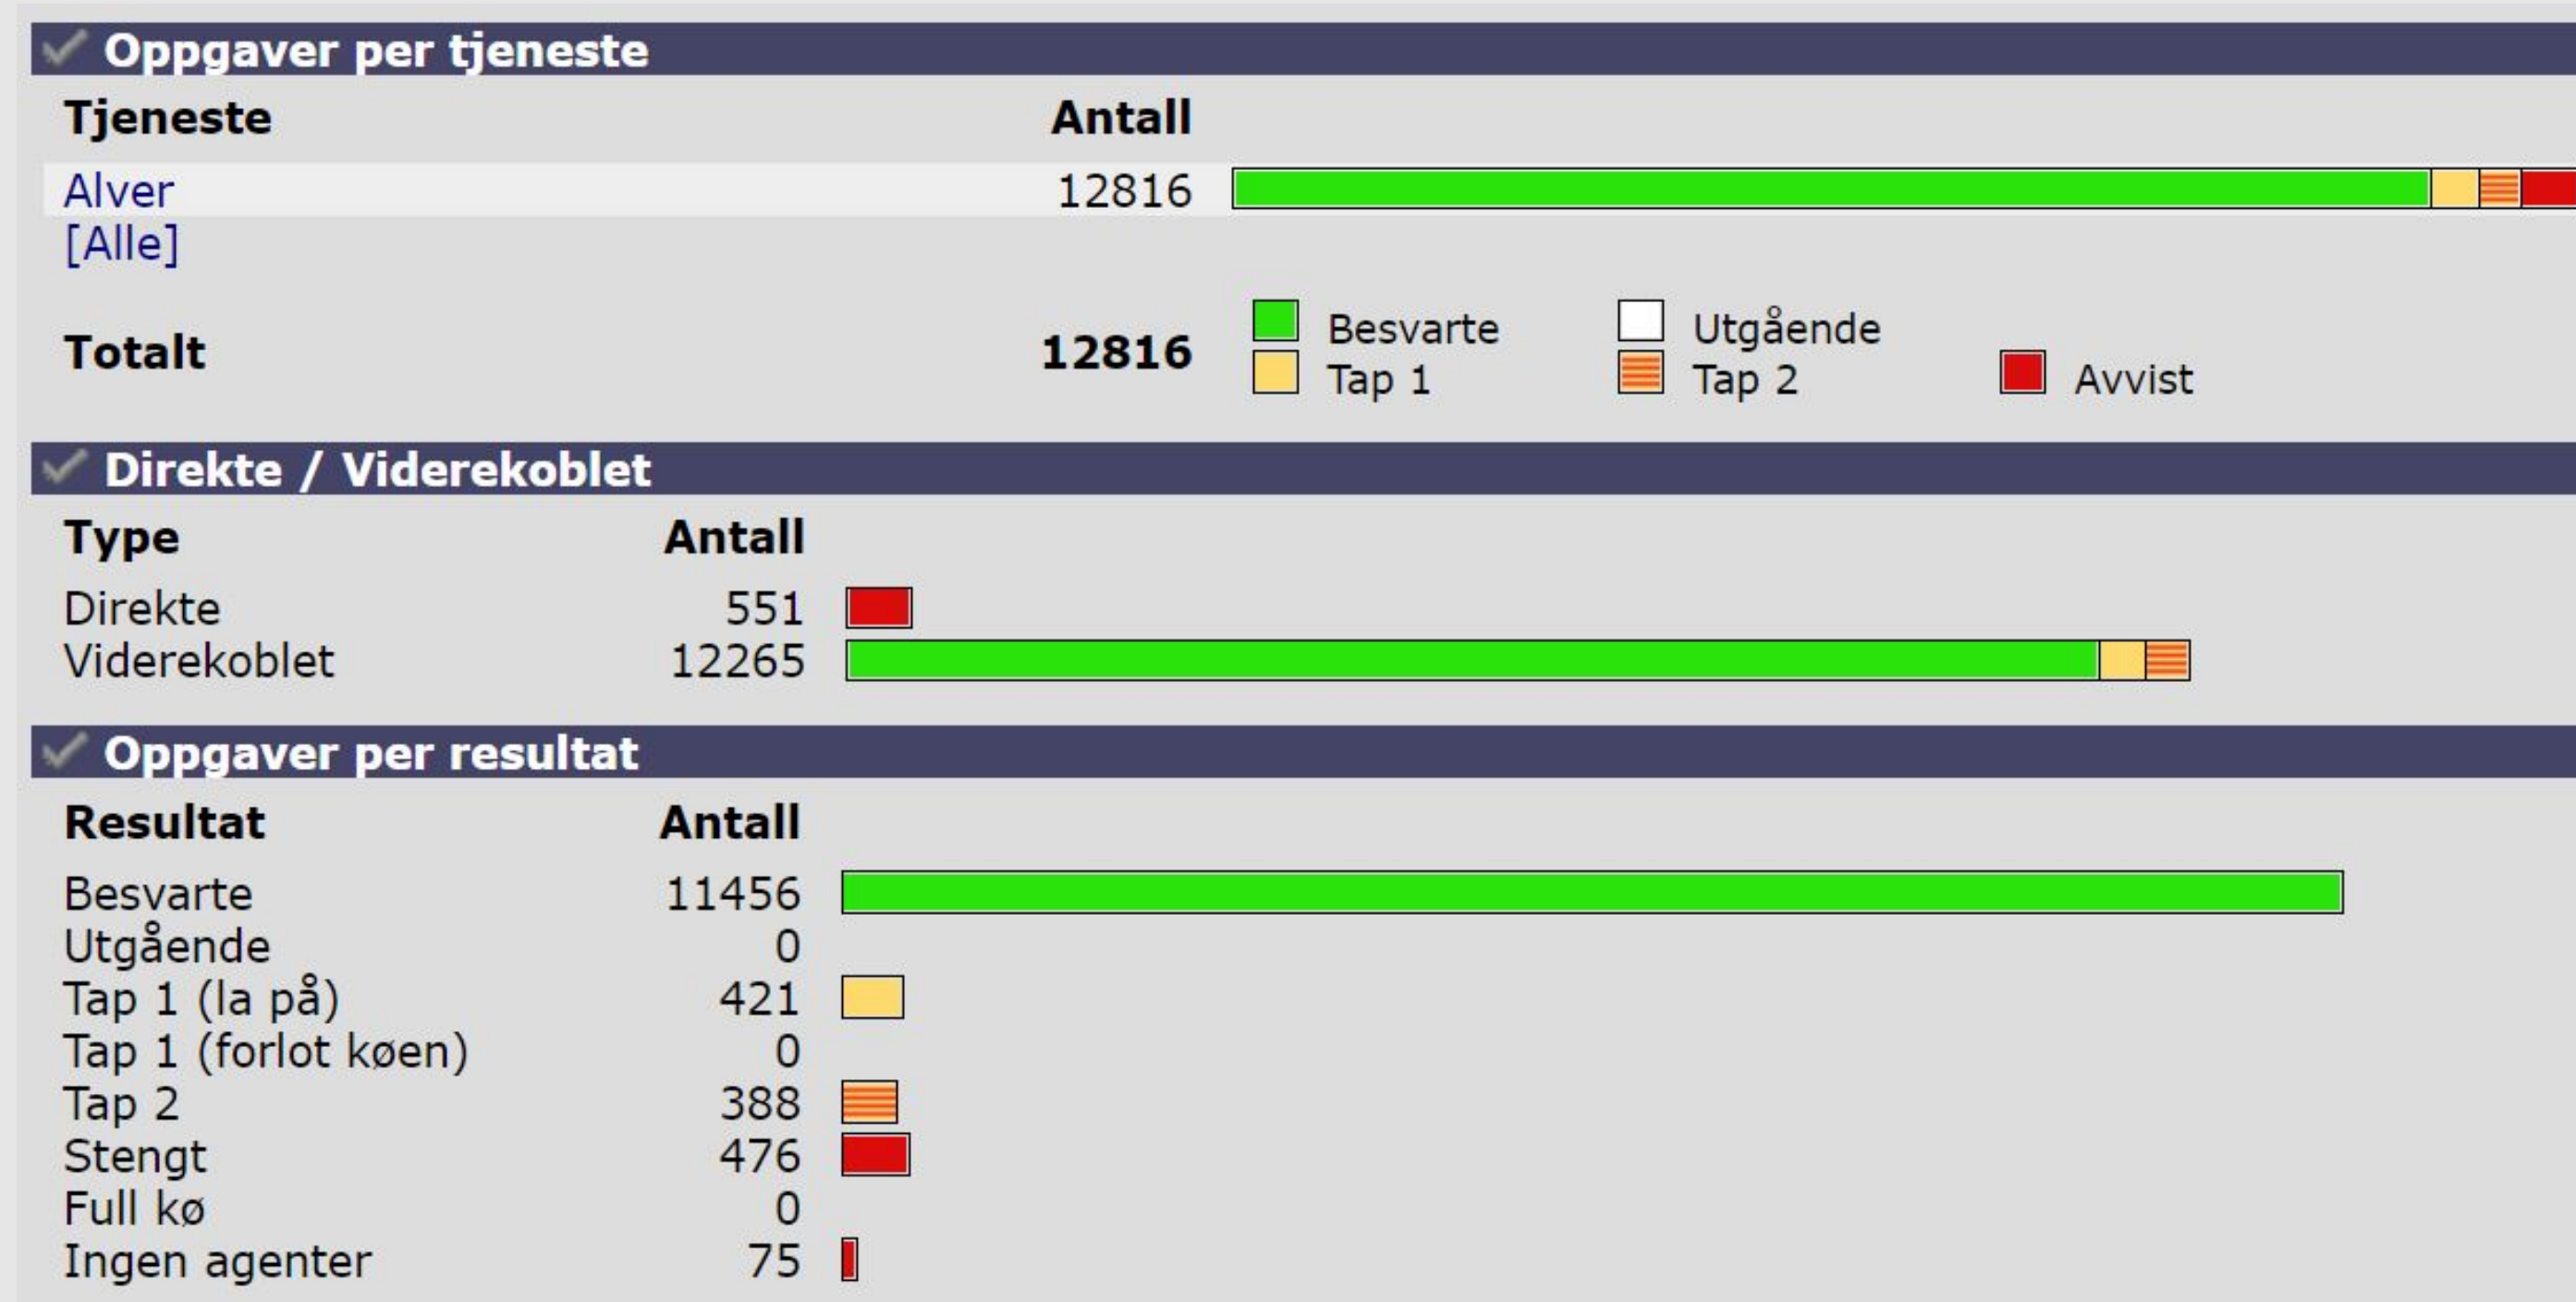 Oppgaver per tjeneste
Tjeneste Antall
Alver 12816
[Alle]
Besvarte Utgående
Totalt 12816
Tap 1 Tap 2 Avvist
Direkte / Viderekoblet
Type Antall
Direkte 551
Viderekoblet 12265
Oppgaver per resultat
Resultat Antall
Besvarte 11456
Utgående 0
Tap 1 (la på) 421
Tap 1 (forlot køen) 0
Tap 2 388
Stengt 476
Full kø 0
Ingen agenter 75